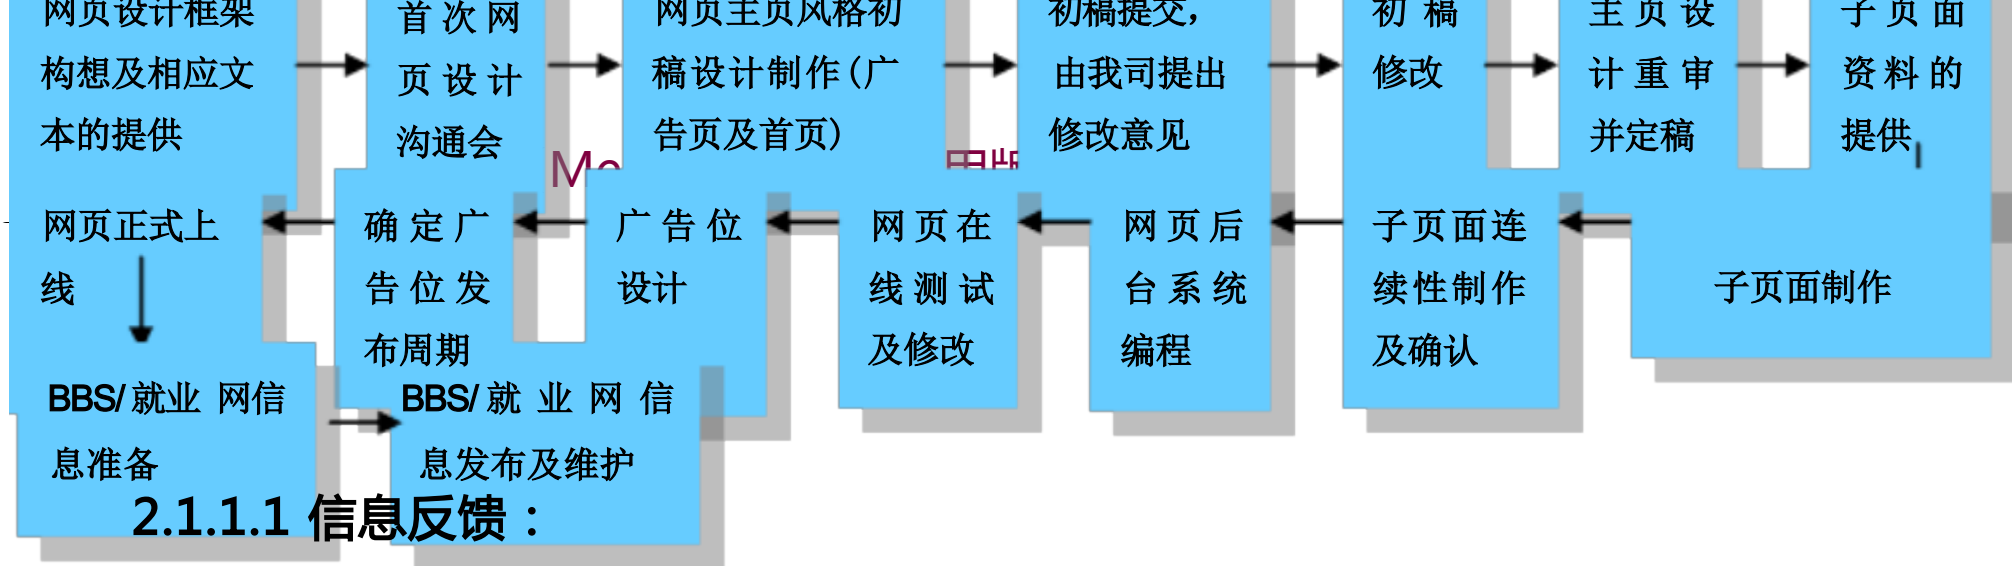 网页设计框架
构想及相应文
本的提供
首次网
页设计
沟通会
网页主页风格初
稿设计制作(广
告页及首页)
初稿提交，
由我司提出
修改意见
初稿
修改
主页设
计重审
并定稿
子页面
资料的
提供
网页正式上
线
确定广
告位发
布周期
广告位
设计
网页在
线测试
及修改
网页后
台系统
编程
子页面连
续性制作
及确认
子页面制作
BBS/就业 网信
息准备
BBS/就业网信
息发布及维护
2.1.1.1 信息反馈：